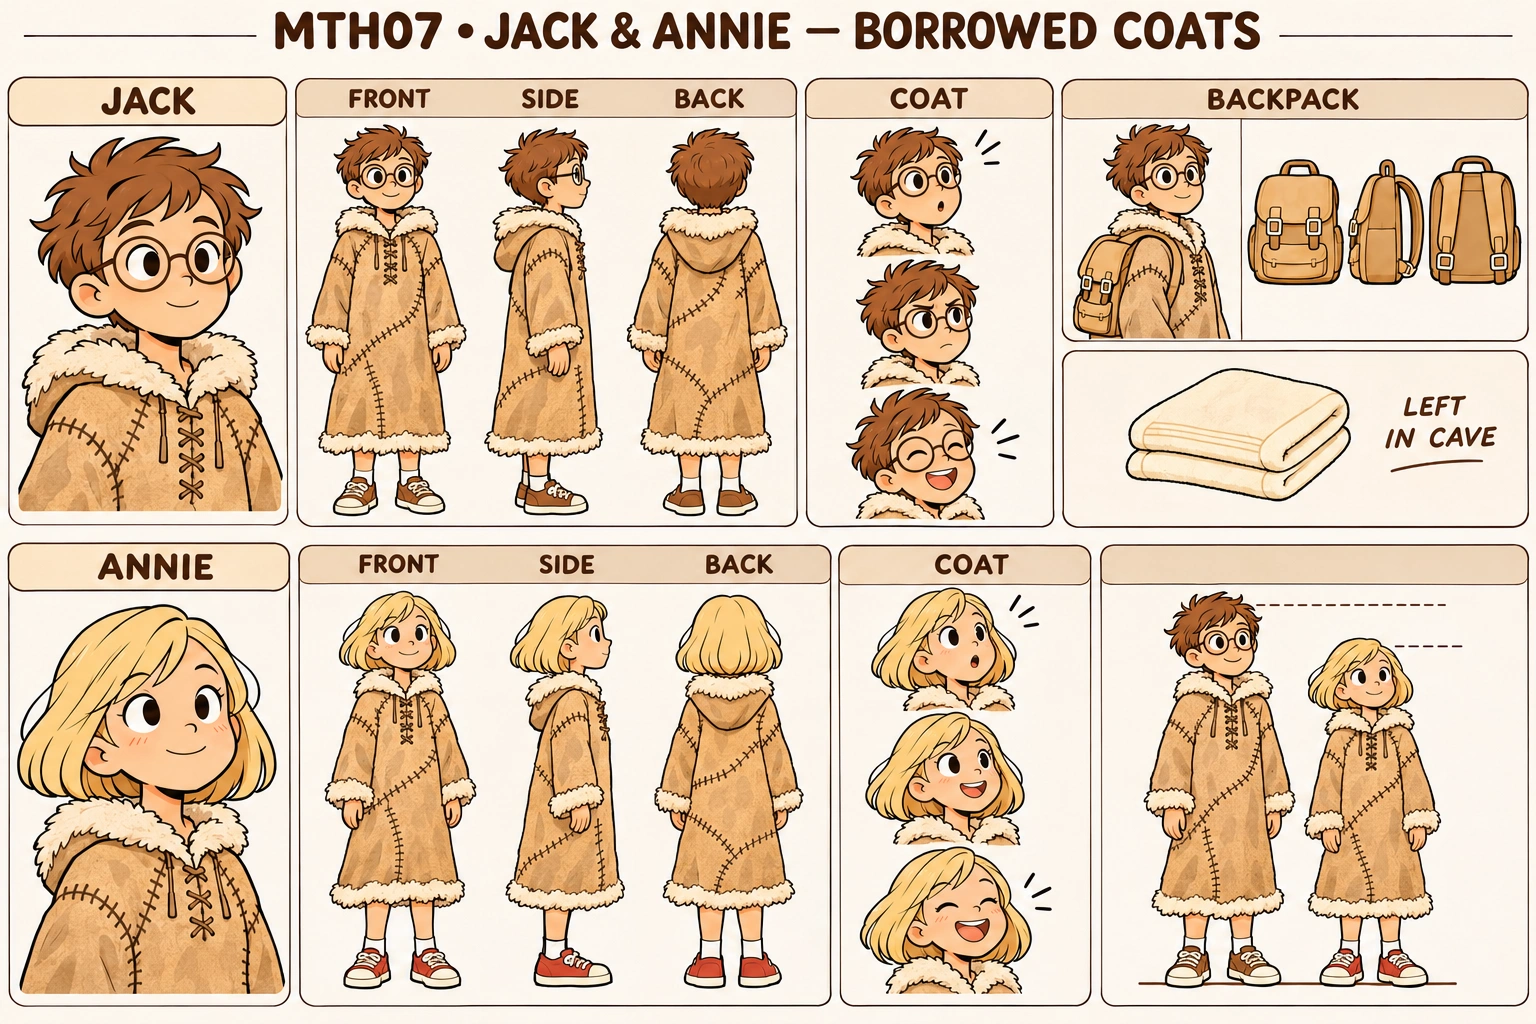 MTH07 • JACK & ANNIE — BORROWED COATS
JACK
FRONT
SIDE
BACK
COAT
BACKPACK
LEFT
IN CAVE
ANNIE
FRONT
SIDE
BACK
COAT